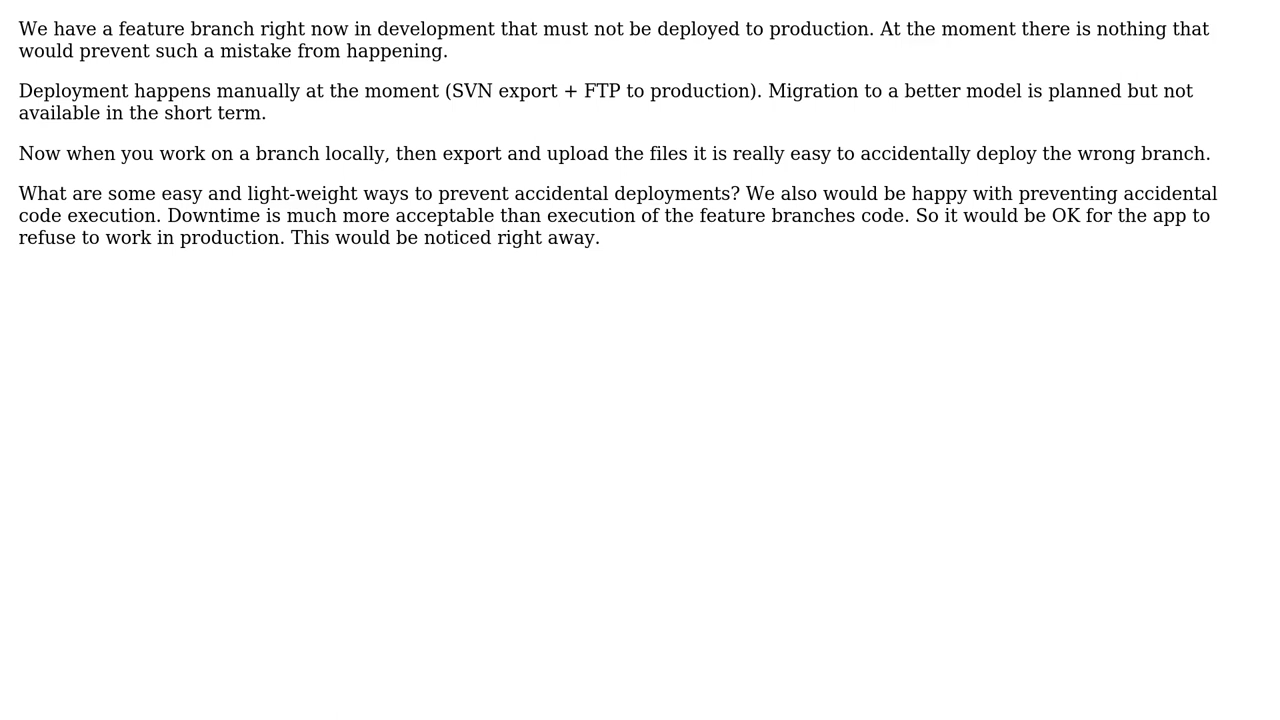 We have a feature branch right now in development that must not be deployed to production. At the moment there is nothing that
would prevent such a mistake from happening.
Deployment happens manually at the moment (SVN export + FTP to production). Migration to a better model is planned but not
available in the short term.
Now when you work on a branch locally, then export and upload the files it is really easy to accidentally deploy the wrong branch.
What are some easy and light-weight ways to prevent accidental deployments? We also would be happy with preventing accidental
code execution. Downtime is much more acceptable than execution of the feature branches code. So it would be OK for the app to
refuse to work in production. This would be noticed right away.